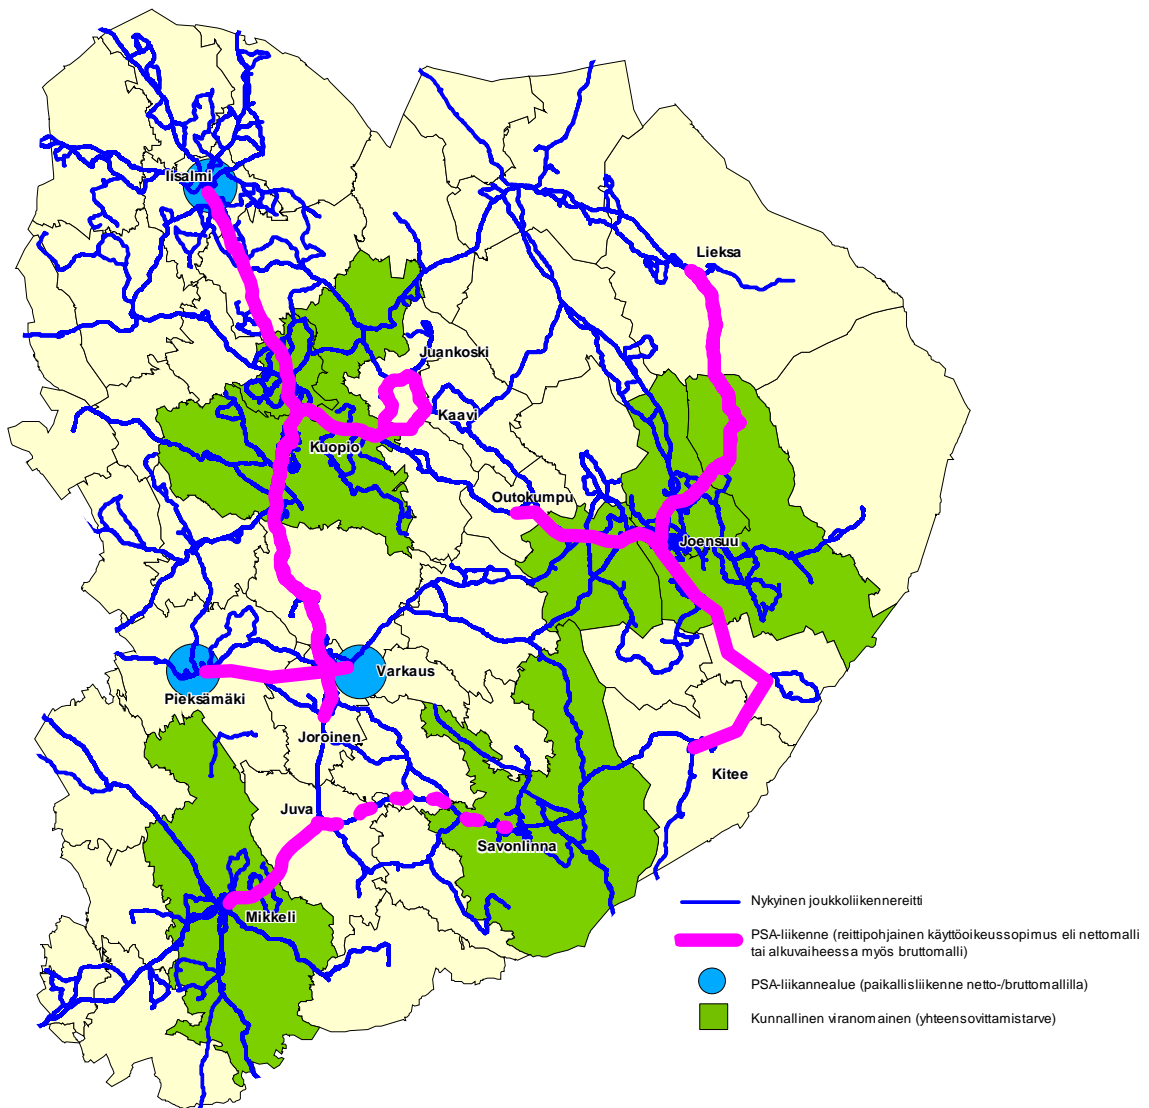 Iisalmi
Lieksa
Juankoski
Kaavi
Kuopio
Outokumpu
Joensuu
Varkaus
Pieksämäki
Joroinen
Kitee
Juva
Savonlinna
Mikkeli
Nykyinen joukkoliikennereitti
PSA-liikenne (reittipohjainen käyttöoikeussopimus eli nettomalli
tai alkuvaiheessa myös bruttomalli)
PSA-liikannealue (paikallisliikenne netto-/bruttomallilla)
Kunnallinen viranomainen (yhteensovittamistarve)